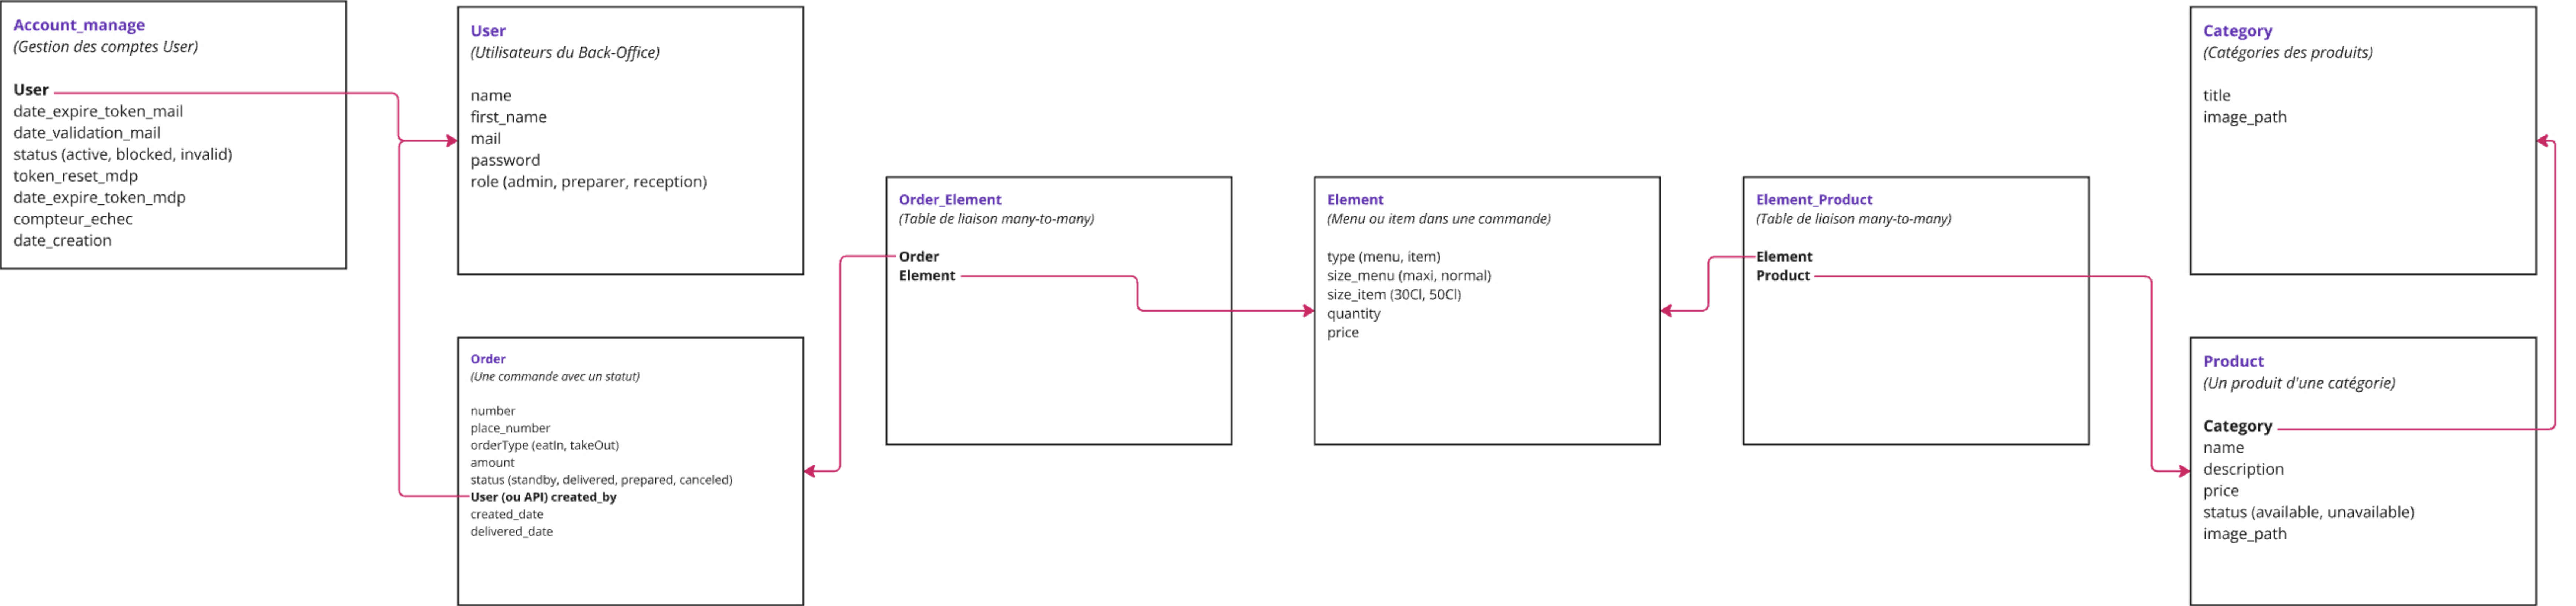 Account_manage
(Gestion des comptes User)
User
date_expire_token_mail
date_validation_mail
status (active, blocked, invalid)
token_reset_mdp
date_expire_token_mdp
compteur_echec
date_creation
User
(Utilisateurs du Back-Office)
name
first_name
mail
password
role (admin, preparer, reception)
Order
(Une commande avec un statut)
number
place_number
orderType (eatIn, takeOut)
amount
status (standby, delivered, prepared, canceled)
User (ou API) created_by
created_date
delivered_date
Order_Element
(Table de liaison many-to-many)
Order
Element
Element
(Menu ou item dans une commande)
type (menu, item)
size_menu (maxi, normal)
size_item (30Cl, 50Cl)
quantity
price
Element_Product
(Table de liaison many-to-many)
Element
Product
Category
(Catégories des produits)
title
image_path
Product
(Un produit d'une catégorie)
Category
name
description
price
status (available, unavailable)
image_path